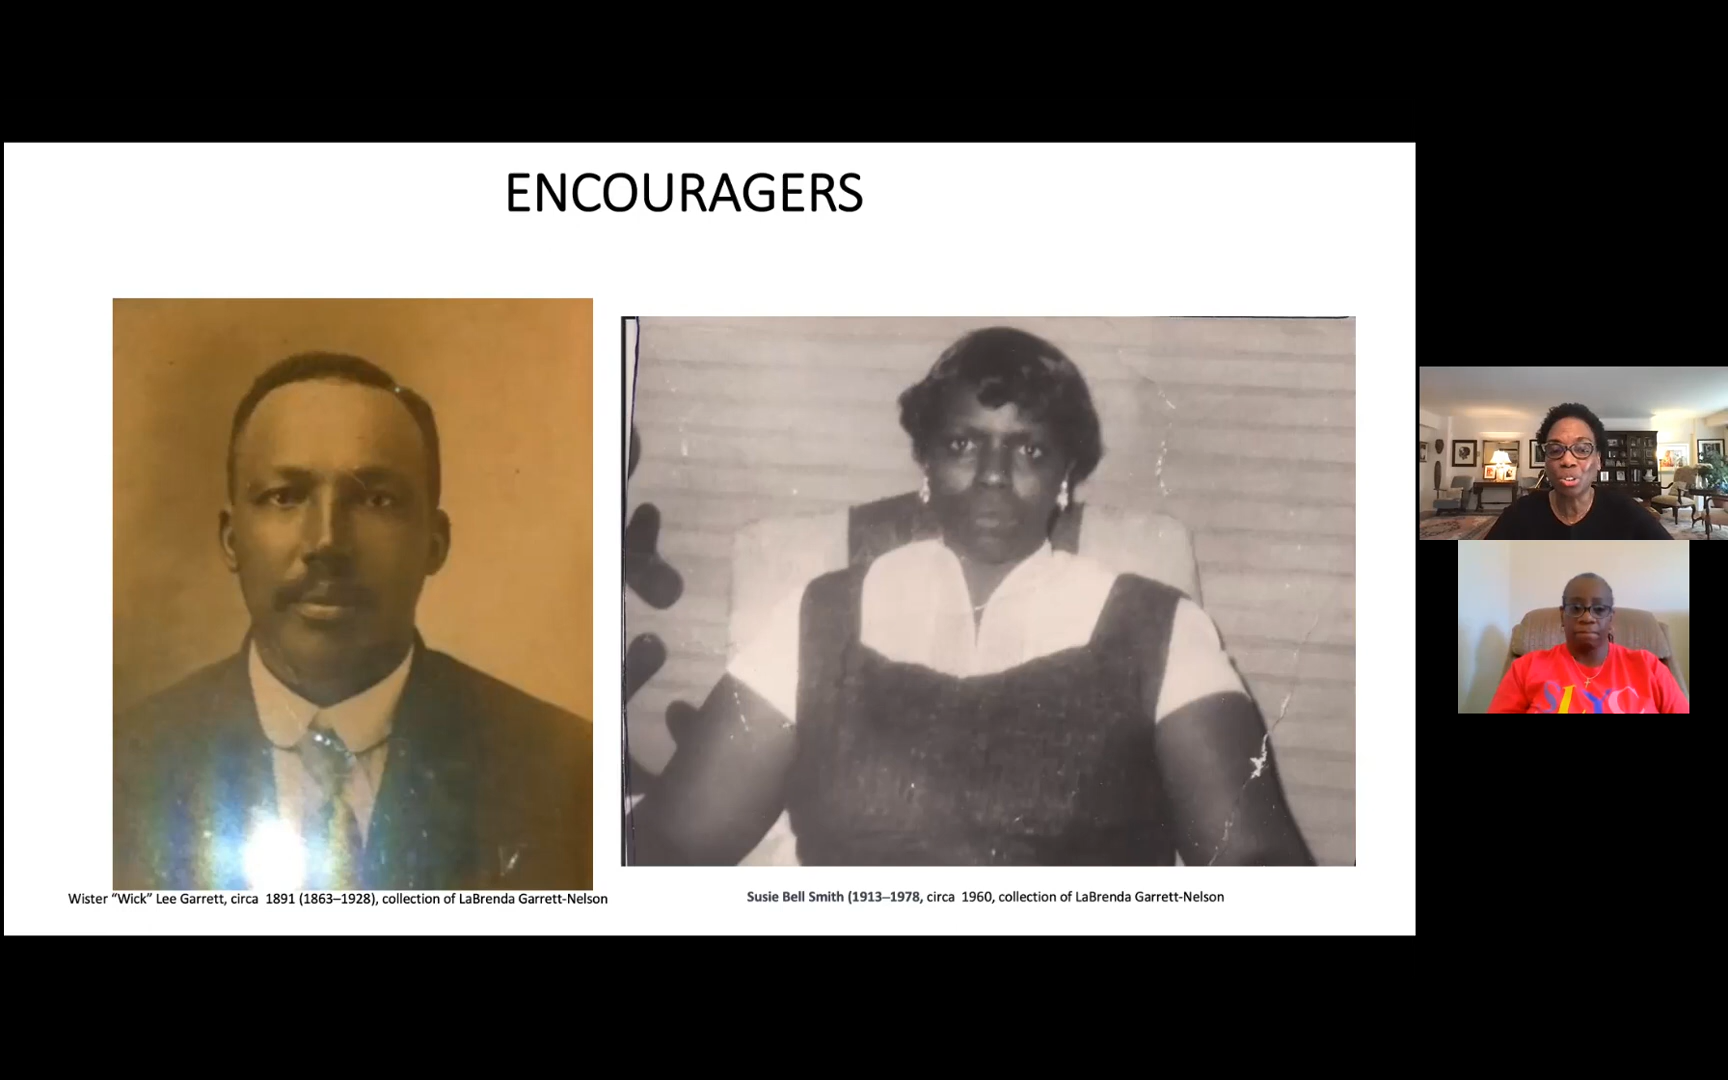 ENCOURAGERS
Wister “Wick” Lee Garrett, circa  1891 (1863–1928), collection of LaBrenda Garrett-Nelson
Susie Bell Smith (1913–1978, circa  1960, collection of LaBrenda Garrett-Nelson